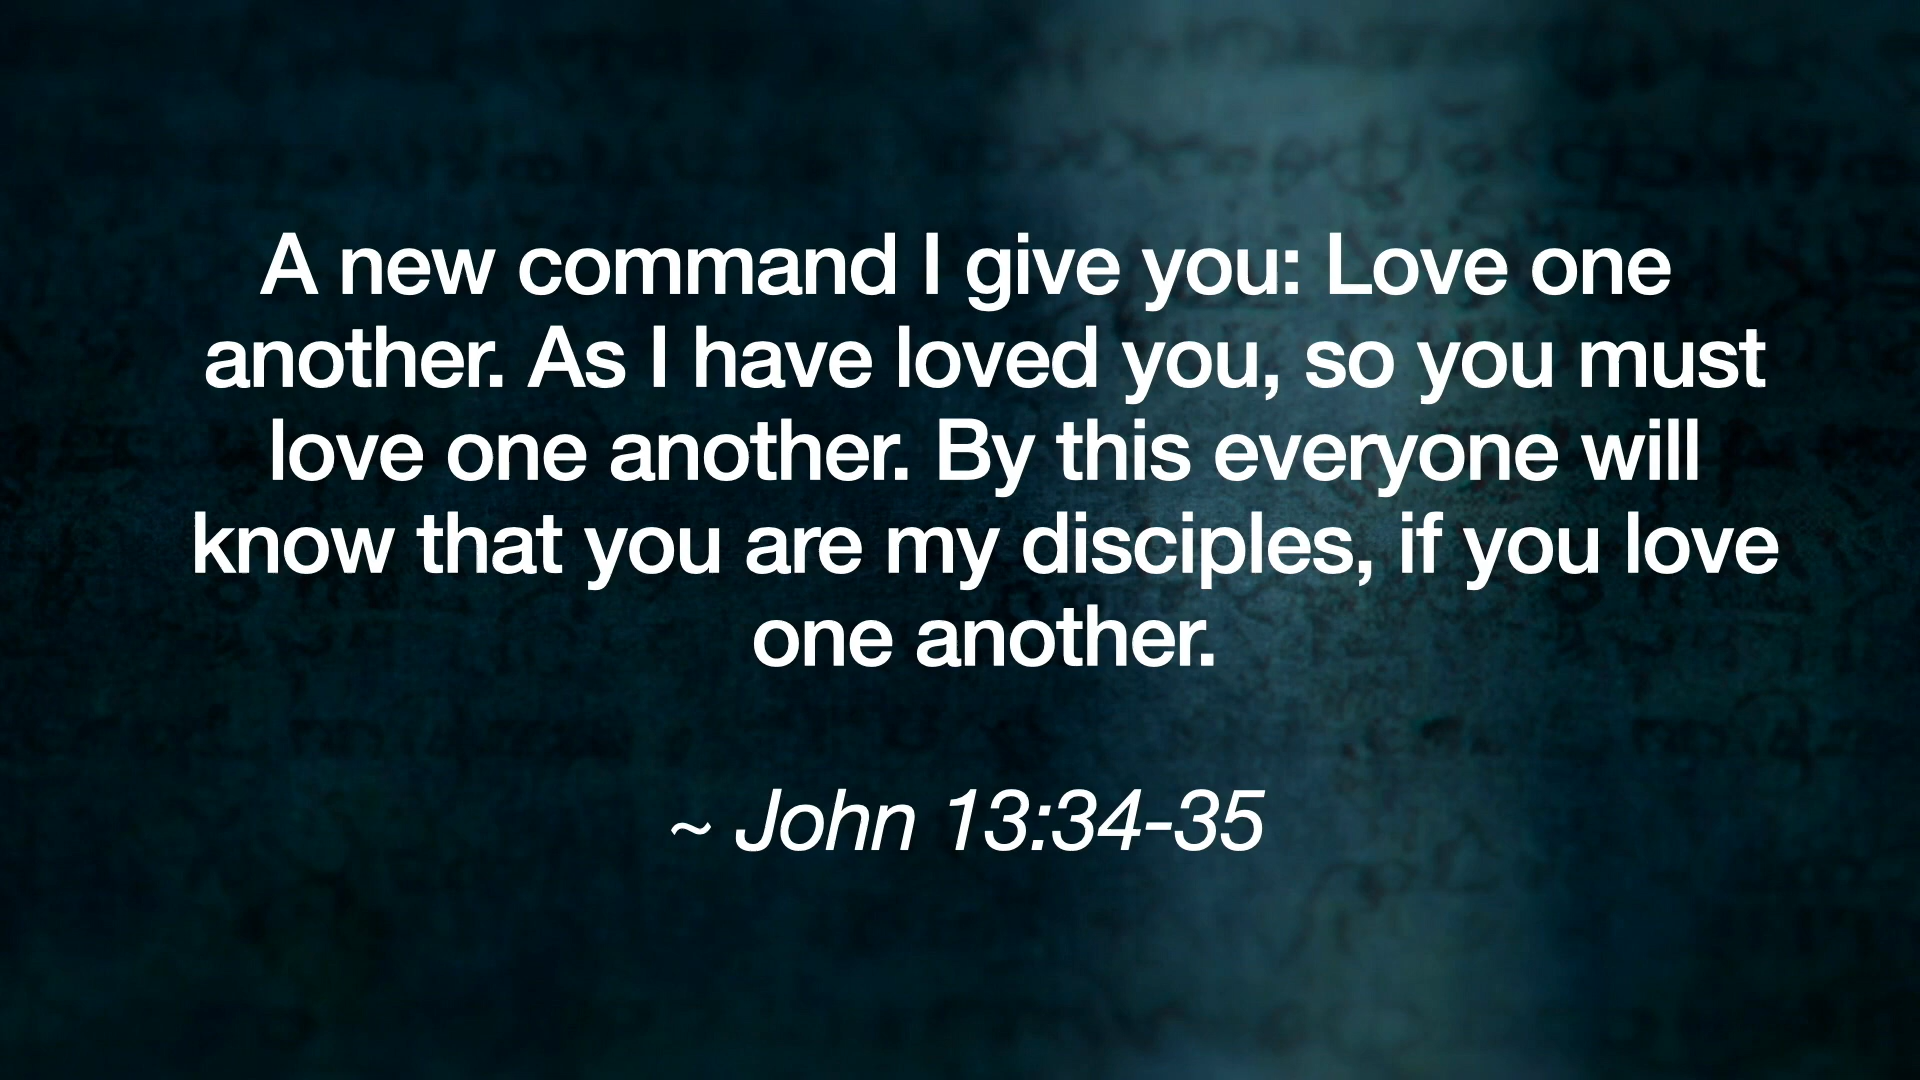 A new command I give you: Love one
another. As I have loved you, so you must
love one another. By this everyone will
know that you are my disciples, if you love
one another.
~ John 13:34-35